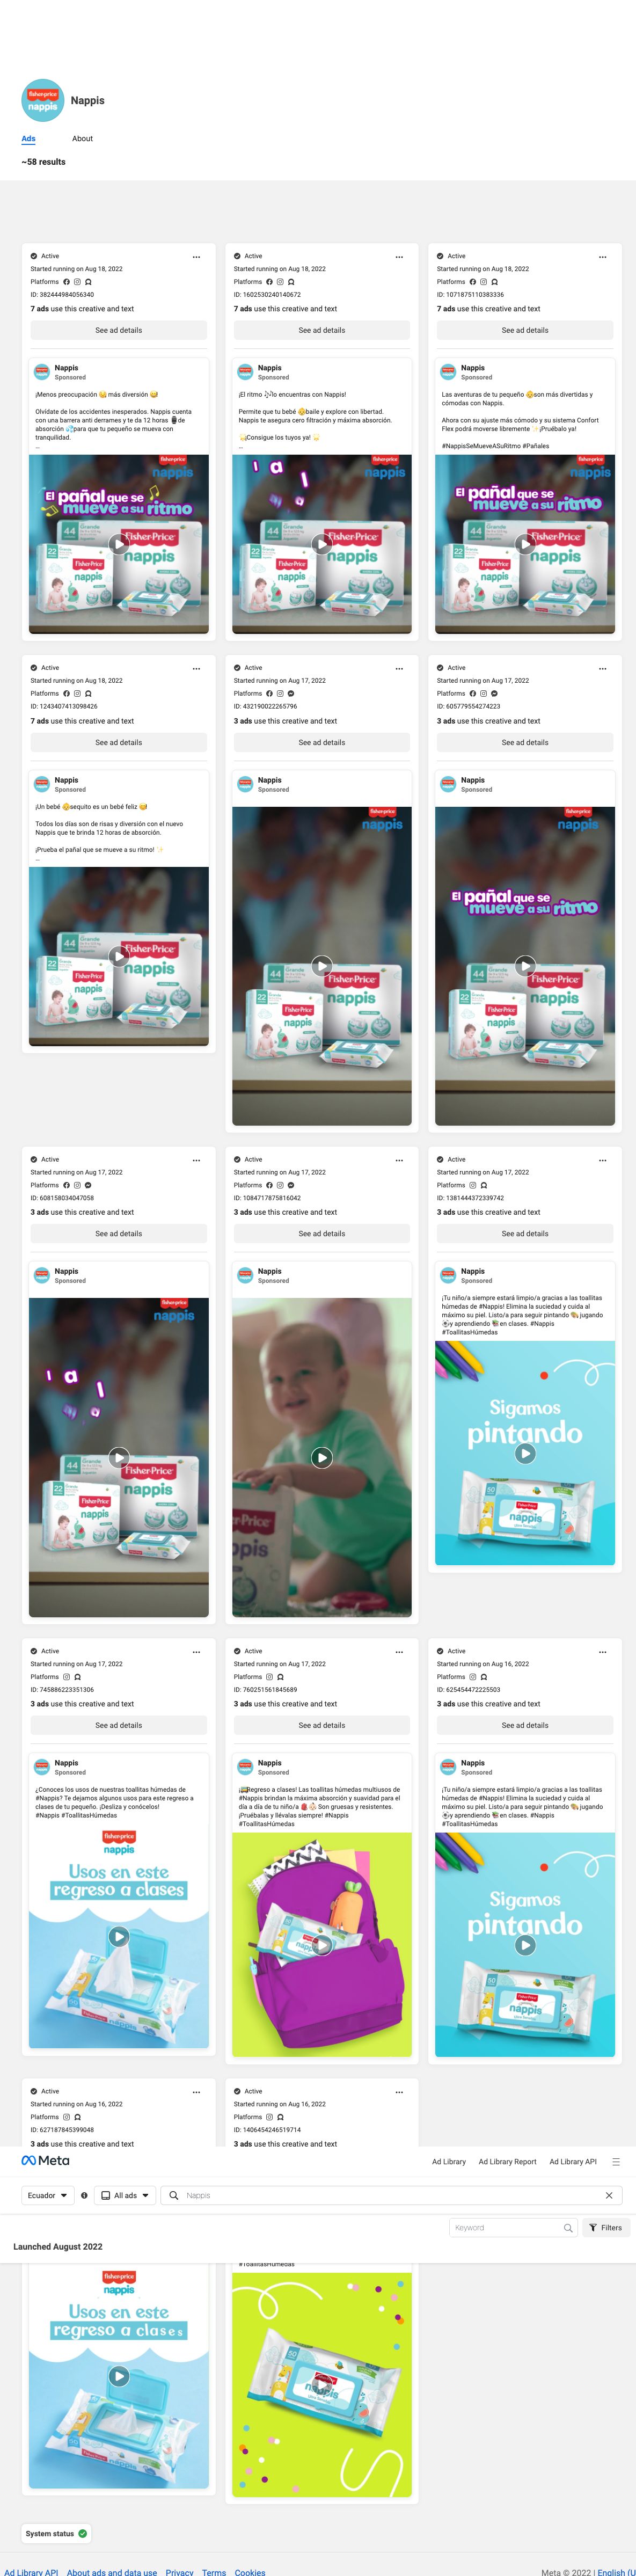 fisher-price
nappis
Nappis
Ads
About
~58 results
Active
Started running on Aug 18, 2022
Platforms
ID: 382444984056340
7 ads use this creative and text
See ad details
Nappis
Sponsored
¡Menos preocupación más diversión !
Olvídate de los accidentes inesperados. Nappis cuenta
con una barrera anti derrames y te da 12 horas de
absorción para que tu pequeño se mueva con
tranquilidad.
...
fisher-price
nappis
El pañal que se
mueve a su ritmo
44
Grande
22
Fisher-Price
nappis
Active
Started running on Aug 18, 2022
Platforms
ID: 1602530240140672
7 ads use this creative and text
See ad details
Nappis
Sponsored
¡El ritmo lo encuentras con Nappis!
Permite que tu bebé baile y explore con libertad.
Nappis te asegura cero filtración y máxima absorción.
¡Consigue los tuyos ya!
...
fisher-price
nappis
a l
44
Grande
22
Fisher-Price
nappis
Active
Started running on Aug 18, 2022
Platforms
ID: 1071875110383336
7 ads use this creative and text
See ad details
Nappis
Sponsored
Las aventuras de tu pequeño son más divertidas y
cómodas con Nappis.
Ahora con su ajuste más cómodo y su sistema Confort
Flex podrá moverse libremente ¡Pruébalo ya!
#NappisSeMueveASuRitmo #Pañales
fisher-price
nappis
El pañal que se
mueve a su ritmo
44
Grande
22
Fisher-Price
nappis
Active
Started running on Aug 18, 2022
Platforms
ID: 1243407413098426
7 ads use this creative and text
See ad details
Nappis
Sponsored
¡Un bebé sequito es un bebé feliz !
Todos los días son de risas y diversión con el nuevo
Nappis que te brinda 12 horas de absorción.
¡Prueba el pañal que se mueve a su ritmo!
...
44
Grande
22
Fisher-Price
nappis
Active
Started running on Aug 17, 2022
Platforms
ID: 432190022265796
3 ads use this creative and text
See ad details
Nappis
Sponsored
fisher-price
nappis
44
Grande
22
Fisher-Price
nappis
Active
Started running on Aug 17, 2022
Platforms
ID: 605779554274223
3 ads use this creative and text
See ad details
Nappis
Sponsored
fisher-price
nappis
El pañal que se
mueve a su ritmo
44
Grande
22
Fisher-Price
nappis
Active
Started running on Aug 17, 2022
Platforms
ID: 608158034047058
3 ads use this creative and text
See ad details
Nappis
Sponsored
fisher-price
nappis
a l
44
Grande
22
Fisher-Price
nappis
Active
Started running on Aug 17, 2022
Platforms
ID: 1084717875816042
3 ads use this creative and text
See ad details
Nappis
Sponsored
Active
Started running on Aug 17, 2022
Platforms
ID: 1381444372339742
3 ads use this creative and text
See ad details
Nappis
Sponsored
¡Tu niño/a siempre estará limpio/a gracias a las toallitas
húmedas de #Nappis! Elimina la suciedad y cuida al
máximo su piel. Listo/a para seguir pintando jugando
y aprendiendo en clases. #Nappis
#ToallitasHúmedas
Sigamos
pintando
50
nappis
Active
Started running on Aug 17, 2022
Platforms
ID: 745886223351306
3 ads use this creative and text
See ad details
Nappis
Sponsored
¿Conoces los usos de nuestras toallitas húmedas de
#Nappis? Te dejamos algunos usos para este regreso a
clases de tu pequeño. ¡Desliza y conócelos!
#Nappis #ToallitasHúmedas
fisher-price
nappis
Usos en este
regreso a clases
Active
Started running on Aug 17, 2022
Platforms
ID: 760251561845689
3 ads use this creative and text
See ad details
Nappis
Sponsored
¡Regreso a clases! Las toallitas húmedas multiusos de
#Nappis brindan la máxima absorción y suavidad para el
día a día de tu niño/a Son gruesas y resistentes.
¡Pruébalas y llévalas siempre! #Nappis
#ToallitasHúmedas
nappis
Active
Started running on Aug 16, 2022
Platforms
ID: 625454472225503
3 ads use this creative and text
See ad details
Nappis
Sponsored
¡Tu niño/a siempre estará limpio/a gracias a las toallitas
húmedas de #Nappis! Elimina la suciedad y cuida al
máximo su piel. Listo/a para seguir pintando jugando
y aprendiendo en clases. #Nappis
#ToallitasHúmedas
Sigamos
pintando
50
nappis
Active
Started running on Aug 16, 2022
Platforms
ID: 627187845399048
3 ads use this creative and text
Active
Started running on Aug 16, 2022
Platforms
ID: 1406454246519714
3 ads use this creative and text
Meta
Ad Library
Ad Library Report
Ad Library API
Ecuador
All ads
Nappis
Keyword
Filters
Launched August 2022
fisher-price
nappis
Usos en este
regreso a clases
#ToallitasHúmedas
50
nappis
System status
Ad Library API
About ads and data use
Privacy
Terms
Cookies
Meta © 2022 | English (U